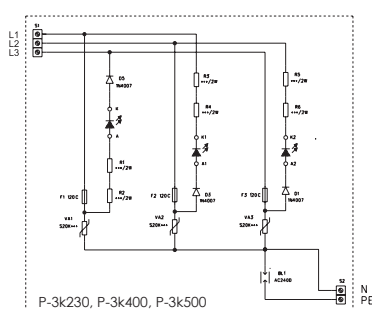 S1
L1
L2
L3
D5
1N4007
K
A
R1
***/2W
R2
***/2W
F1 120C
VA1
S20K***
R3
***/2W
R4
***/2W
K1
A1
D3
1N4007
F2 120C
VA2
S20K***
R5
***/2W
R6
***/2W
K2
A2
D1
1N4007
F3 120C
VA3
S20K***
BL1
AC240D
S2
N
PE
P-3k230, P-3k400, P-3k500